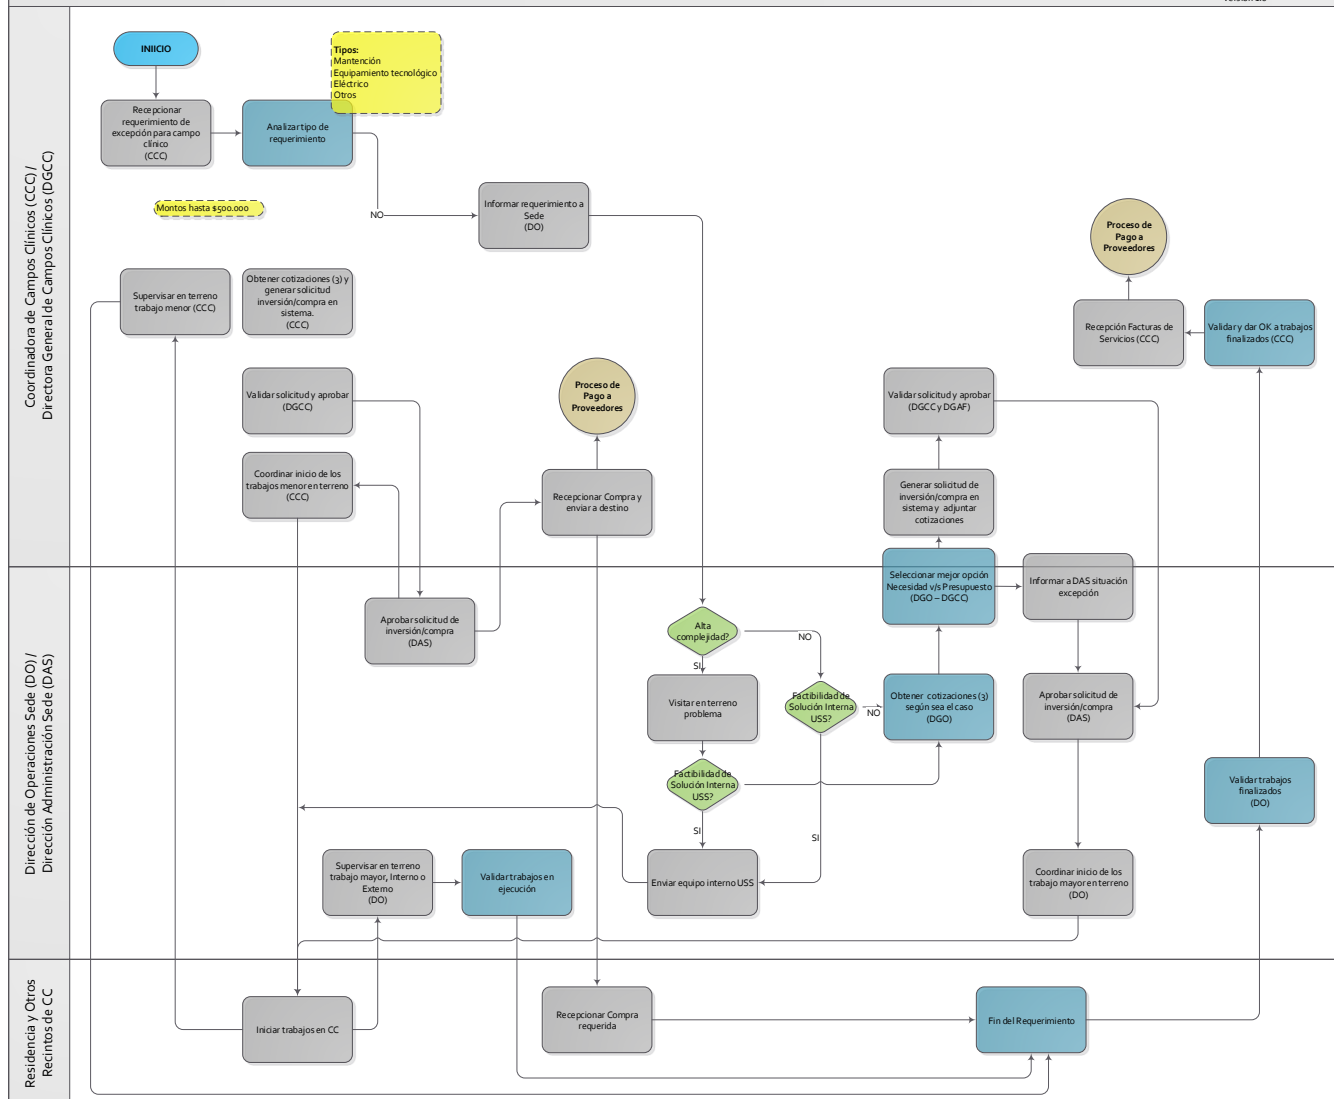 Coordinadora de Campos Clínicos (CCC) /
Directora General de Campos Clínicos (DGCC)
INIICIO
Tipos:
Mantención
Equipamiento tecnológico
Eléctrico
Otros
Recepcionar
requerimiento de
excepción para campo
clínico
(CCC)
Analizar tipo de
requerimiento
Montos hasta $500.000
NO
Informar requerimiento a
Sede
(DO)
Proceso de
Pago a
Proveedores
Supervisar en terreno
trabajo menor (CCC)
Obtener cotizaciones (3) y
generar solicitud
inversión/compra en
sistema.
(CCC)
Recepción Facturas de
Servicios (CCC)
Validar y dar OK a trabajos
finalizados (CCC)
Validar solicitud y aprobar
(DGCC)
Proceso de
Pago a
Proveedores
Validar solicitud y aprobar
(DGCC y DGAF)
Coordinar inicio de los
trabajos menor en terreno
(CCC)
Recepcionar Compra y
enviar a destino
Generar solicitud de
inversión/compra en
sistema y adjuntar
cotizaciones
Dirección de Operaciones Sede (DO) /
Dirección Administración Sede (DAS)
Seleccionar mejor opción
Necesidad v/s Presupuesto
(DGO – DGCC)
Informar a DAS situación
excepción
Aprobar solicitud de
inversión/compra
(DAS)
Alta
complejidad?
NO
SI
Visitar en terreno
problema
Factibilidad de
Solución Interna
USS?
NO
Obtener cotizaciones (3)
según sea el caso
(DGO)
Aprobar solicitud de
inversión/compra
(DAS)
Factibilidad de
Solución Interna
USS?
Validar trabajos
finalizados
(DO)
SI
SI
Supervisar en terreno
trabajo mayor, Interno o
Externo
(DO)
Validar trabajos en
ejecución
Enviar equipo interno USS
Coordinar inicio de los
trabajo mayor en terreno
(DO)
Residencia y Otros
Recintos de CC
Iniciar trabajos en CC
Recepcionar Compra
requerida
Fin del Requerimiento